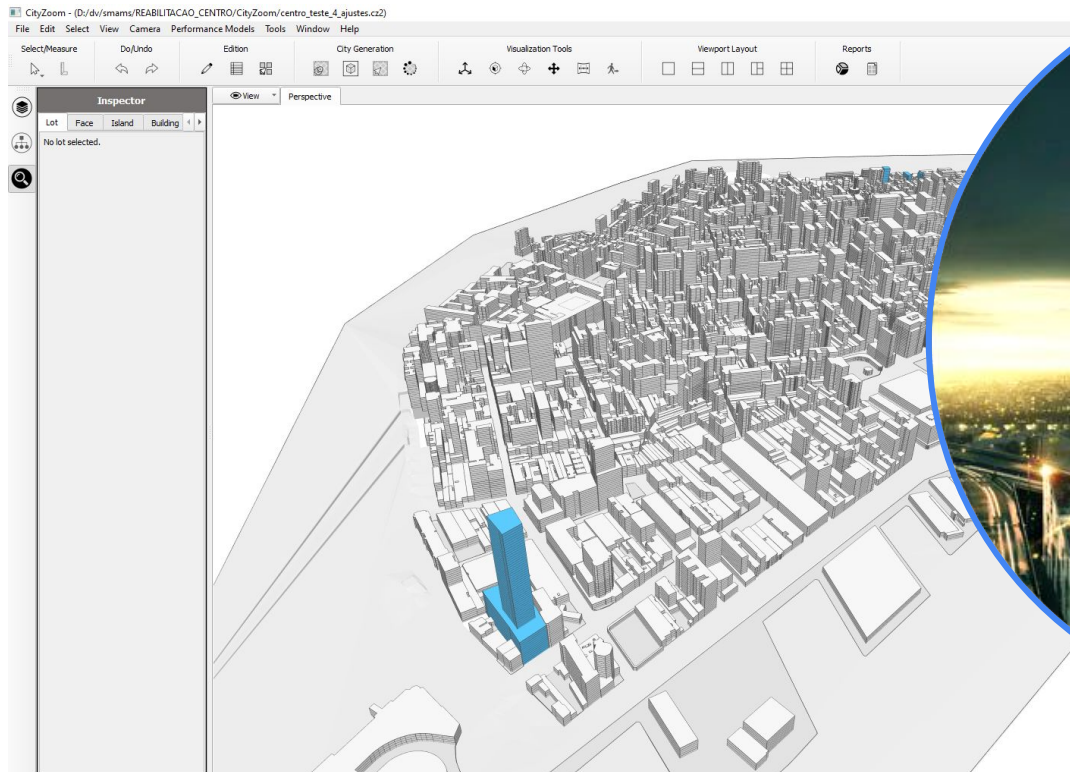 CityZoom - (D:/dv/smams/REABILITACAO_CENTRO/CityZoom/centro_teste_4_ajustes.cz2)
File Edit Select View Camera Performance Models Tools Window Help
Select/Measure Do/Undo Edition City Generation Visualization Tools Viewport Layout Reports
Inspector
View Perspective
Lot Face Island Building
No lot selected.